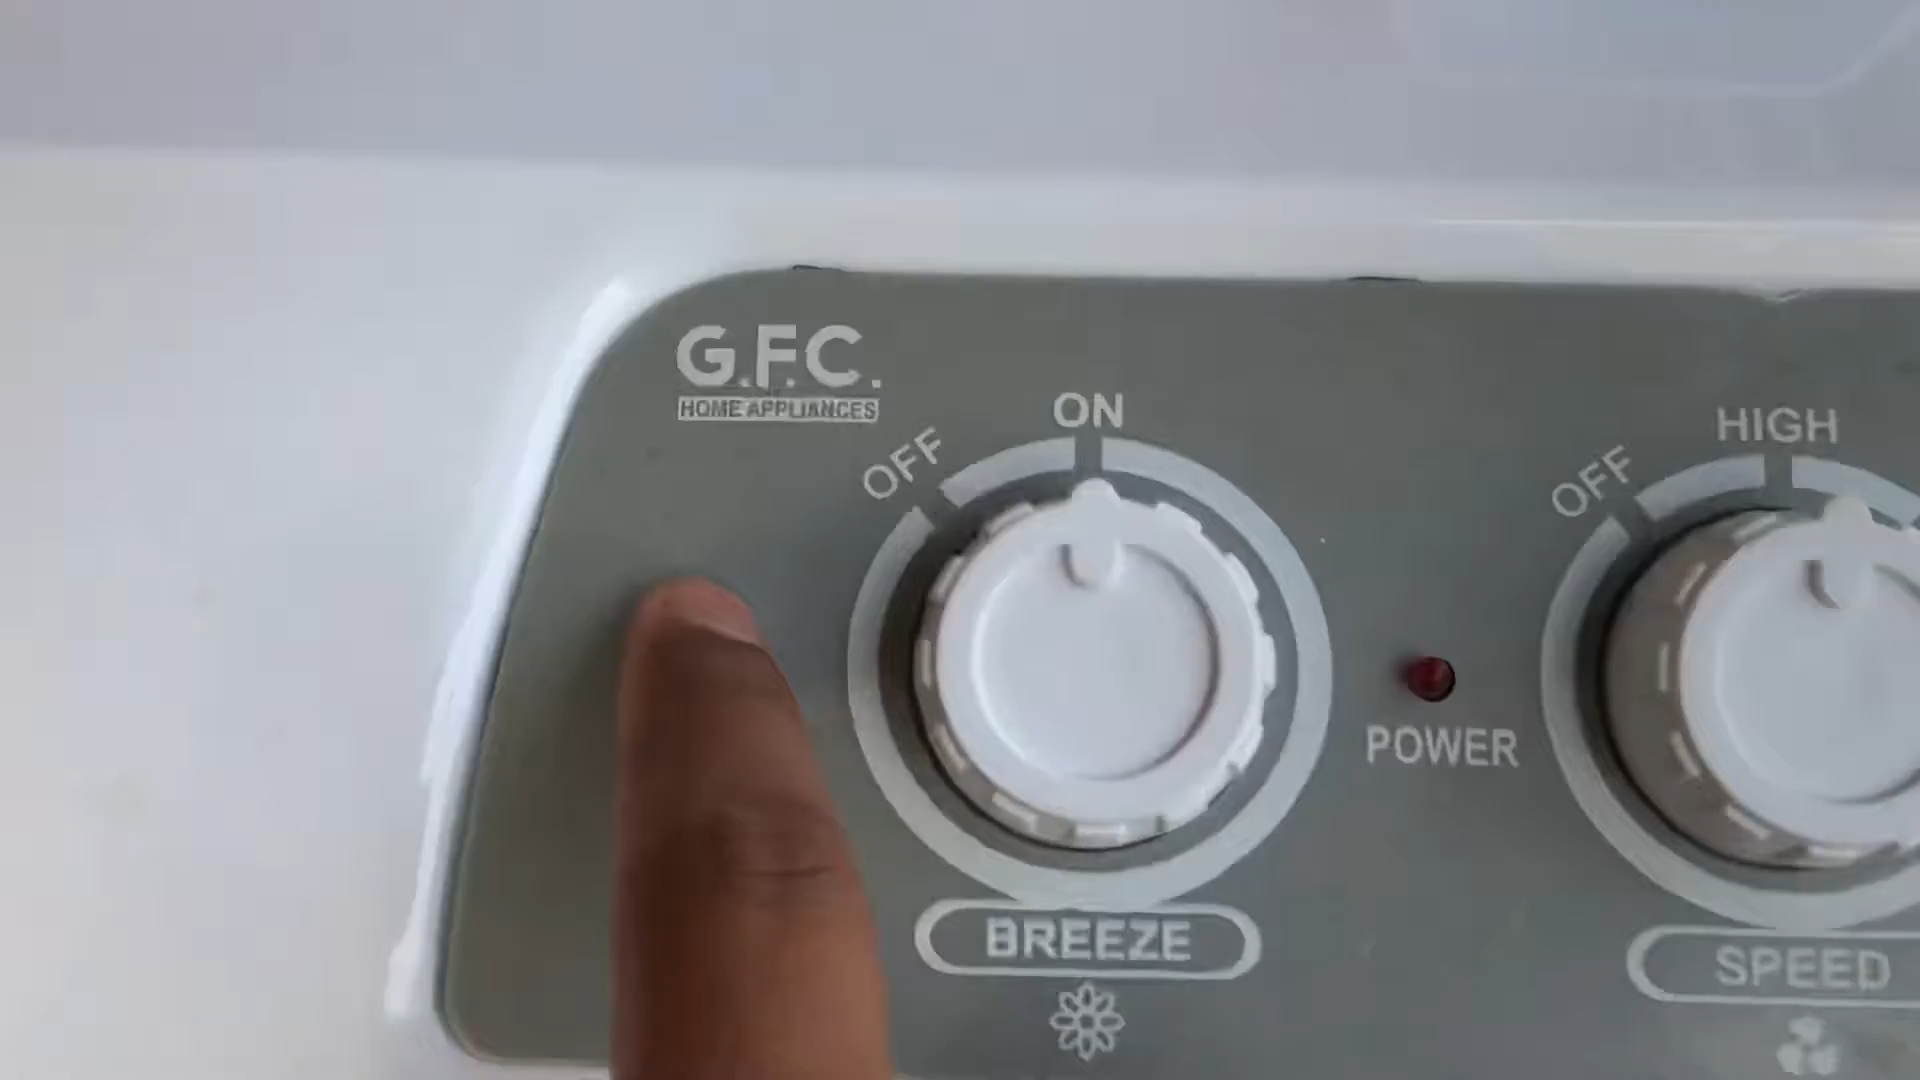 G.F.C.
HOME APPLIANCES
OFF
ON
BREEZE
POWER
OFF
HIGH
SPEED